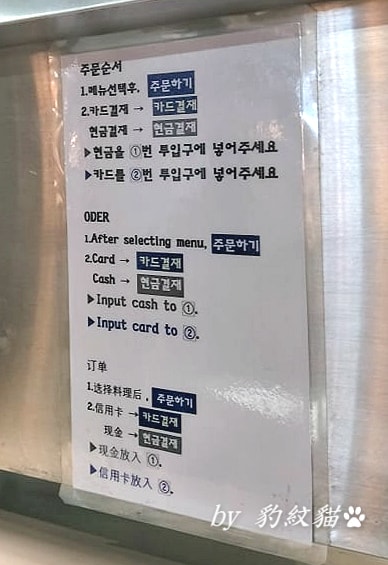 주문순서
1.메뉴선택후, 주문하기
2.카드결제 → 카드결제
현금결제 → 현금결제
▶현금을 ①번 투입구에 넣어주세요
▶카드를 ②번 투입구에 넣어주세요
ODER
1.After selecting menu, 주문하기
2.Card → 카드결제
Cash → 현금결제
▶Input cash to ①.
▶Input card to ②.
订单
1.选择料理后, 주문하기
2.信用卡→ 카드결제
现金 → 현금결제
▶现金放入 ①.
▶信用卡放入 ②.
by 豹紋貓